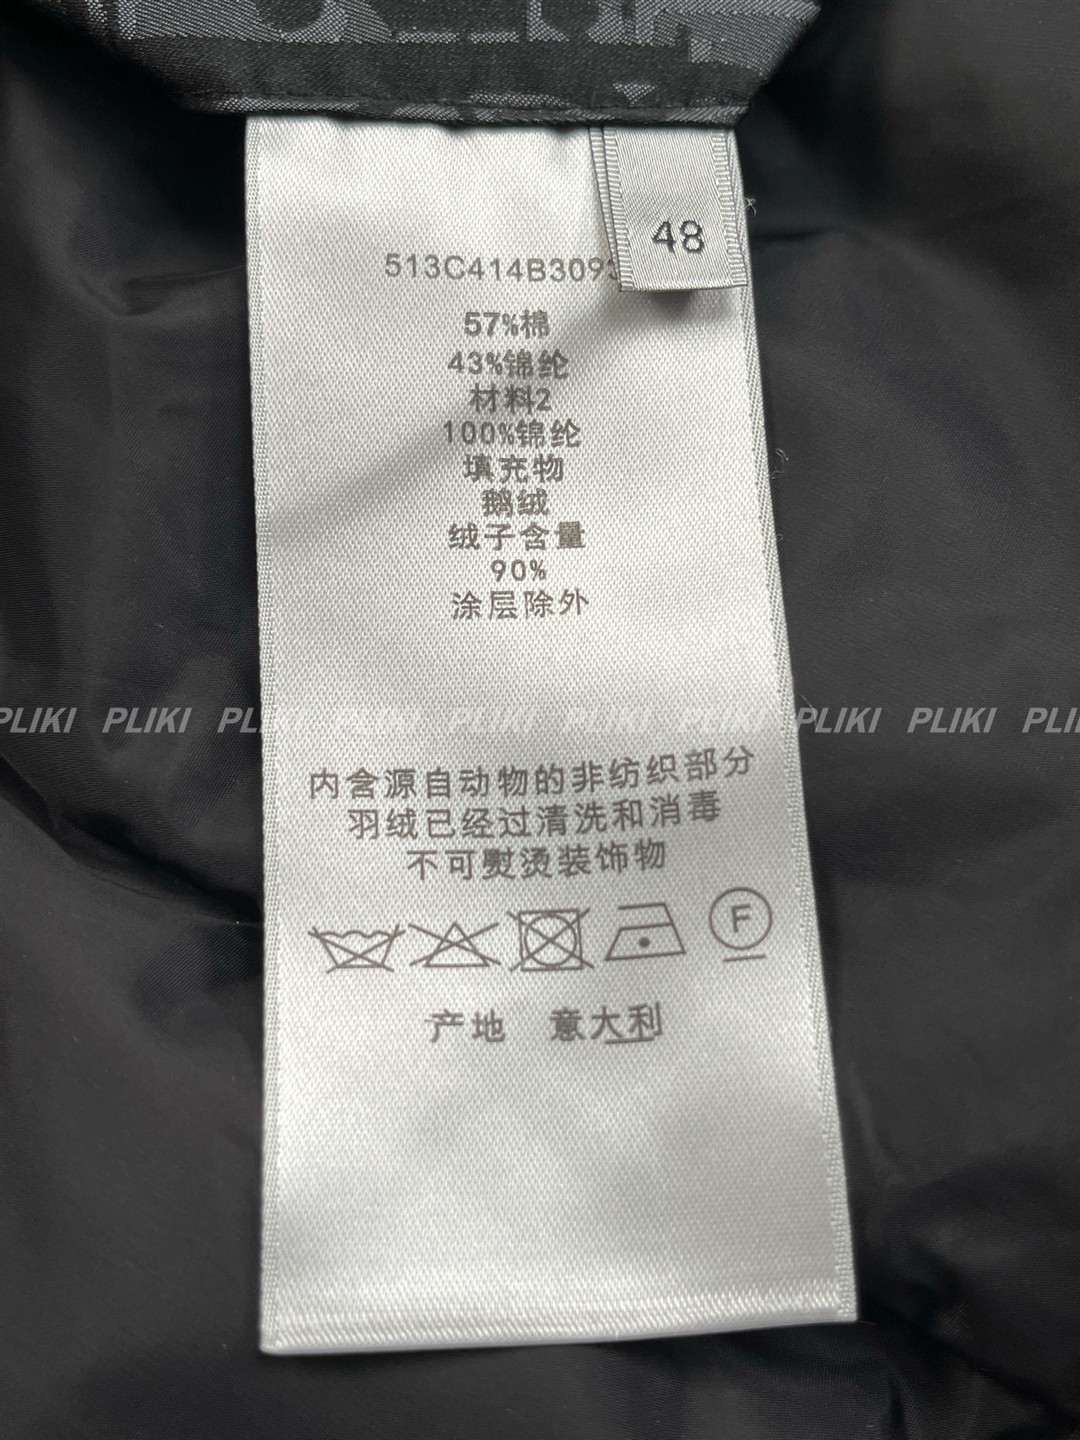 48
513C414B3093
57%棉
43%锦纶
材料2
100%锦纶
填充物
鹅绒
绒子含量
90%
涂层除外
PLIKI PLIKI PLIKI PLIKI PLIKI PLIKI PLIKI PLIKI PLIKI PLIKI
内含源自动物的非纺织部分
羽绒已经过清洗和消毒
不可熨烫装饰物
F
产地 意大利